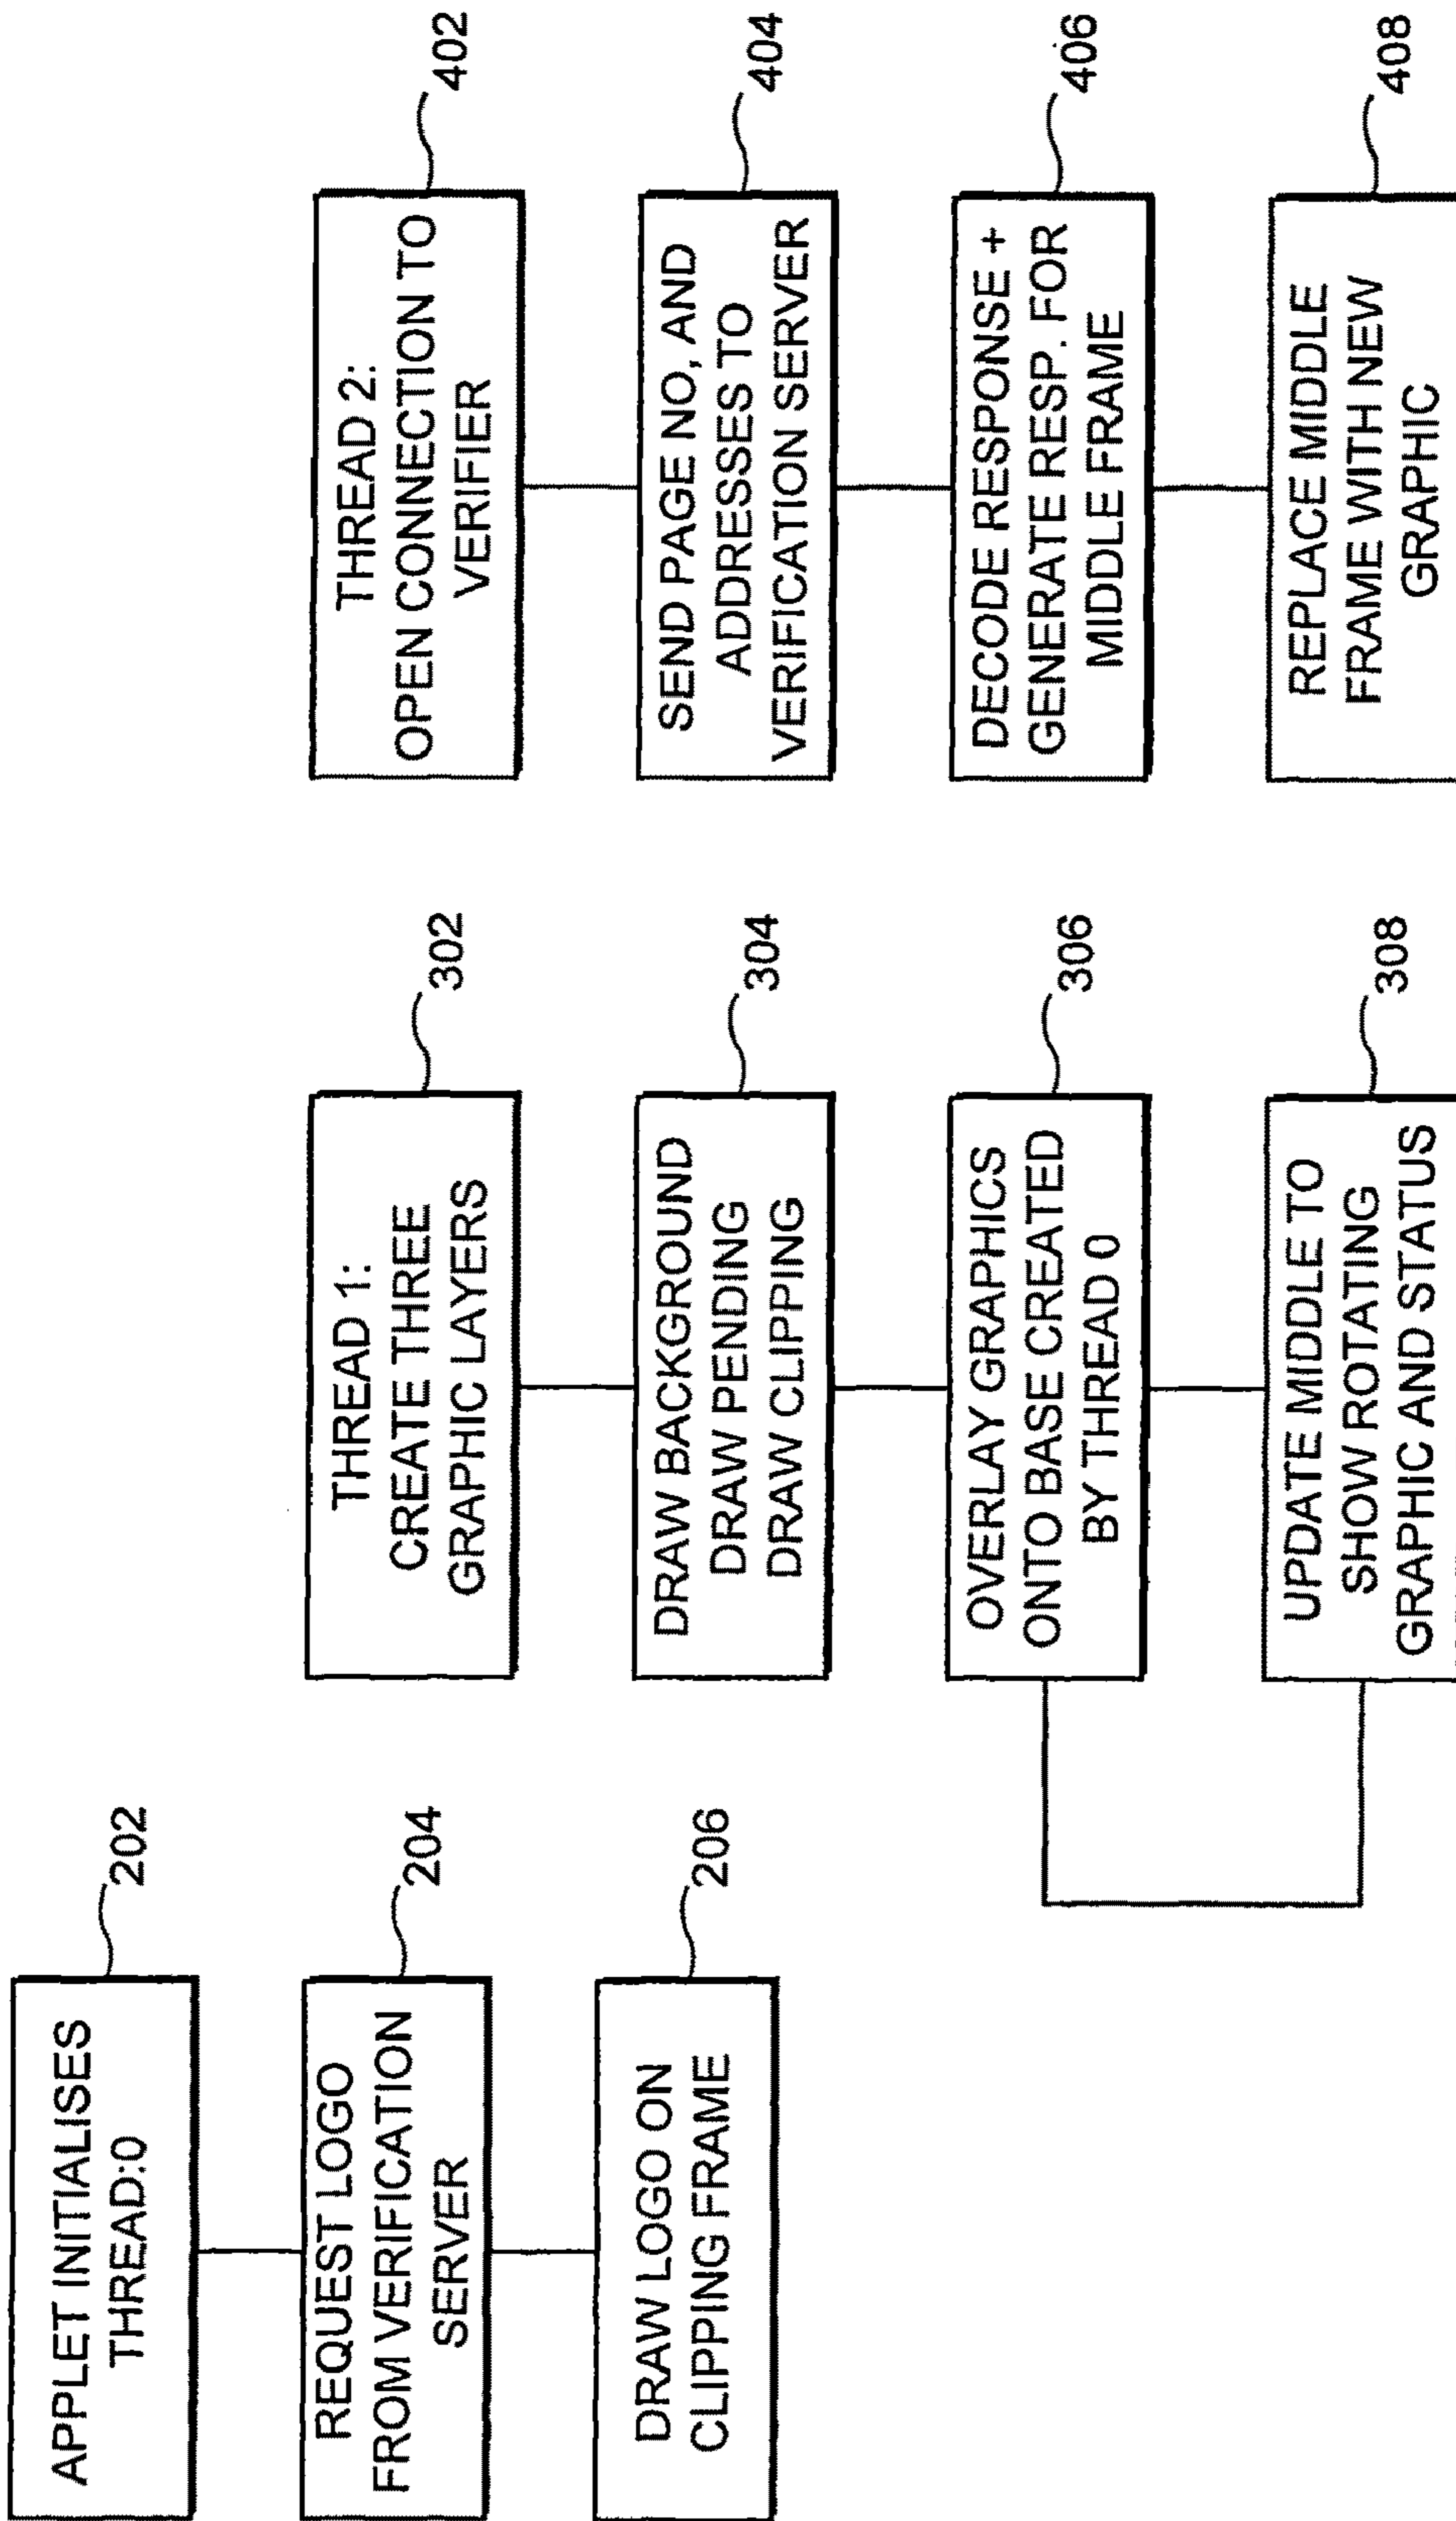 APPLET INITIALISES
THREAD:0
202
REQUEST LOGO
FROM VERIFICATION
SERVER
204
DRAW LOGO ON
CLIPPING FRAME
206
THREAD 1:
CREATE THREE
GRAPHIC LAYERS
302
DRAW BACKGROUND
DRAW PENDING
DRAW CLIPPING
304
OVERLAY GRAPHICS
ONTO BASE CREATED
BY THREAD 0
306
UPDATE MIDDLE TO
SHOW ROTATING
GRAPHIC AND STATUS
308
THREAD 2:
OPEN CONNECTION TO
VERIFIER
402
SEND PAGE NO, AND
ADDRESSES TO
VERIFICATION SERVER
404
DECODE RESPONSE +
GENERATE RESP. FOR
MIDDLE FRAME
406
REPLACE MIDDLE
FRAME WITH NEW
GRAPHIC
408